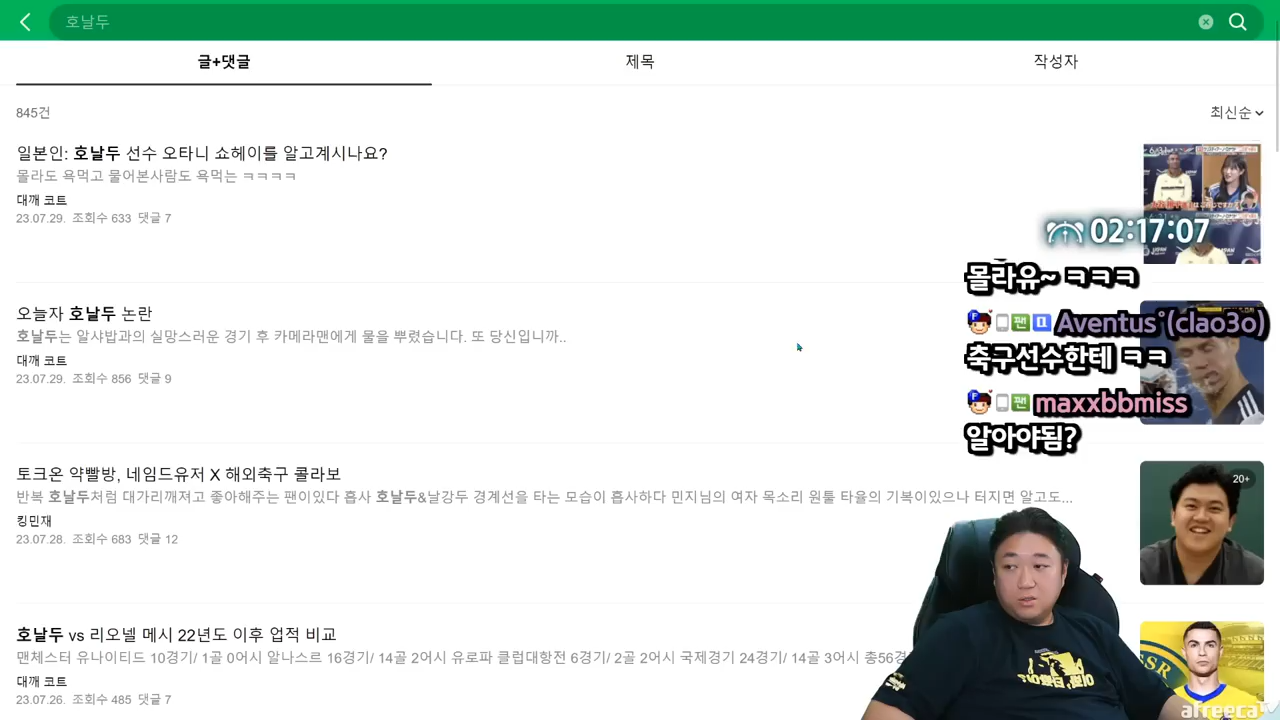 호날두
글+댓글
제목
작성자
845건
최신순
일본인: 호날두 선수 오타니 쇼헤이를 알고계시나요?
몰라도 욕먹고 물어본사람도 욕먹는 ㅋㅋㅋㅋ
대깨 코트
23.07.29. 조회수 633 댓글 7
02:17:07
몰라유~ ㅋㅋㅋ
오늘자 호날두 논란
호날두는 알샤밥과의 실망스러운 경기 후 카메라맨에게 물을 뿌렸습니다. 또 당신입니까..
대깨 코트
23.07.29. 조회수 856 댓글 9
F 팬 Aventus°(clao3o)
축구선수한테 ㅋㅋ
F 팬 maxxbbmiss
알아야됨?
토크온 약빨방, 네임드유저 X 해외축구 콜라보
반복 호날두처럼 대가리깨져고 좋아해주는 팬이있다 흡사 호날두&날강두 경계선을 타는 모습이 흡사하다 민지님의 여자 목소리 원툴 타율의 기복이있으나 터지면 알고도...
킹민재
23.07.28. 조회수 683 댓글 12
20+
호날두 vs 리오넬 메시 22년도 이후 업적 비교
맨체스터 유나이티드 10경기/ 1골 0어시 알나스르 16경기/ 14골 2어시 유로파 클럽대항전 6경기/ 2골 2어시 국제경기 24경기/ 14골 3어시 총56경
대깨 코트
23.07.26. 조회수 485 댓글 7
afreecaTV